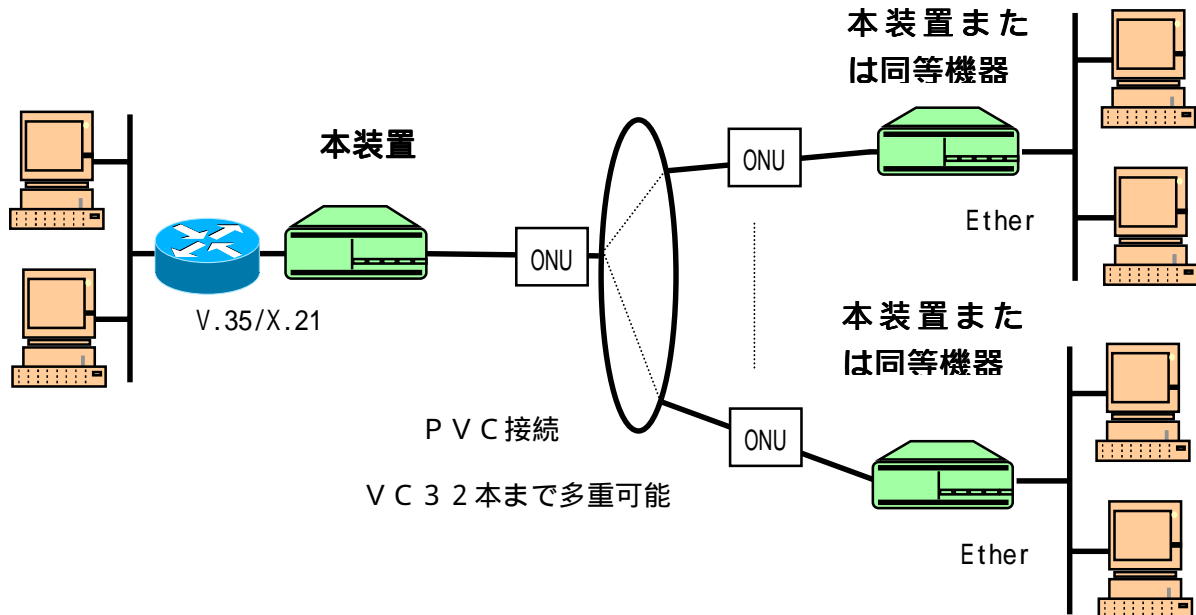 本装置また
は同等機器
本装置
ONU
ONU
Ether
V.35/X.21
本装置また
は同等機器
PVC接続
ONU
VC32本まで多重可能
Ether